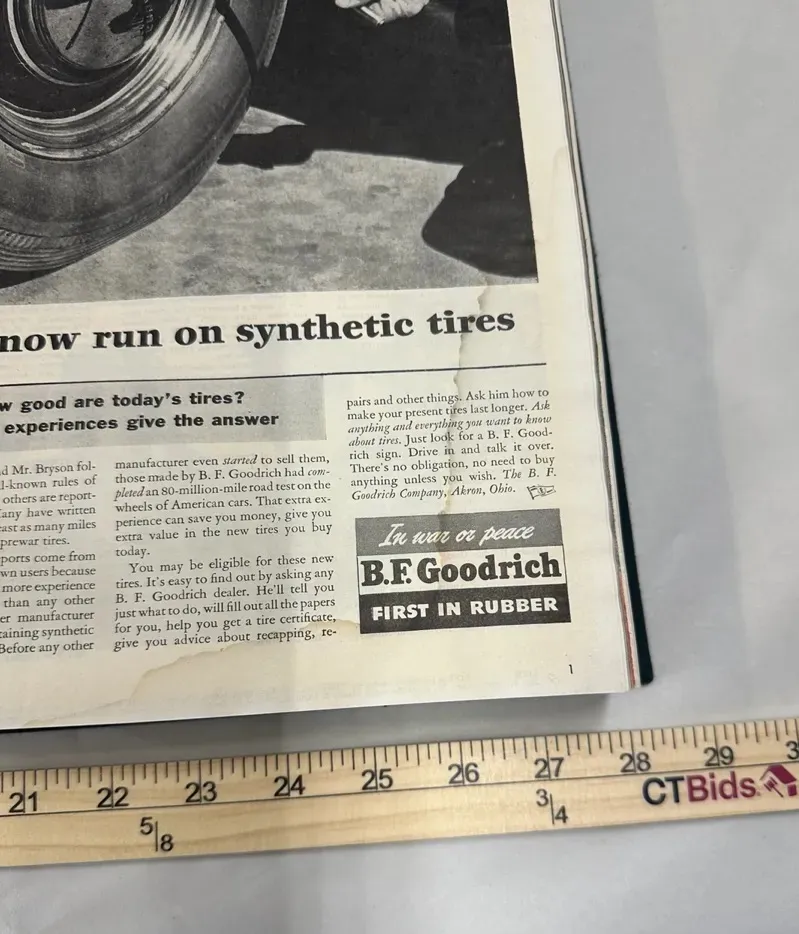 now run on synthetic tires
w good are today's tires?
experiences give the answer
d Mr. Bryson fol-
l-known rules of
others are report-
any have written
ast as many miles
prewar tires.
ports come from
wn users because
more experience
than any other
er manufacturer
taining synthetic
Before any other
manufacturer even started to sell them,
those made by B. F. Goodrich had com-
pleted an 80-million-mile road test on the
wheels of American cars. That extra ex-
perience can save you money, give you
extra value in the new tires you buy
today.
You may be eligible for these new
tires. It's easy to find out by asking any
B. F. Goodrich dealer. He'll tell you
just what to do, will fill out all the papers
for you, help you get a tire certificate,
give you advice about recapping, re-
pairs and other things. Ask him how to
make your present tires last longer. Ask
anything and everything you want to know
about tires. Just look for a B. F. Good-
rich sign. Drive in and talk it over.
There's no obligation, no need to buy
anything unless you wish. The B. F.
Goodrich Company, Akron, Ohio.
In war or peace
B.F. Goodrich
FIRST IN RUBBER
1
21 22 23 24 25 26 27 28 29 3
5/8 3/4 CTBids